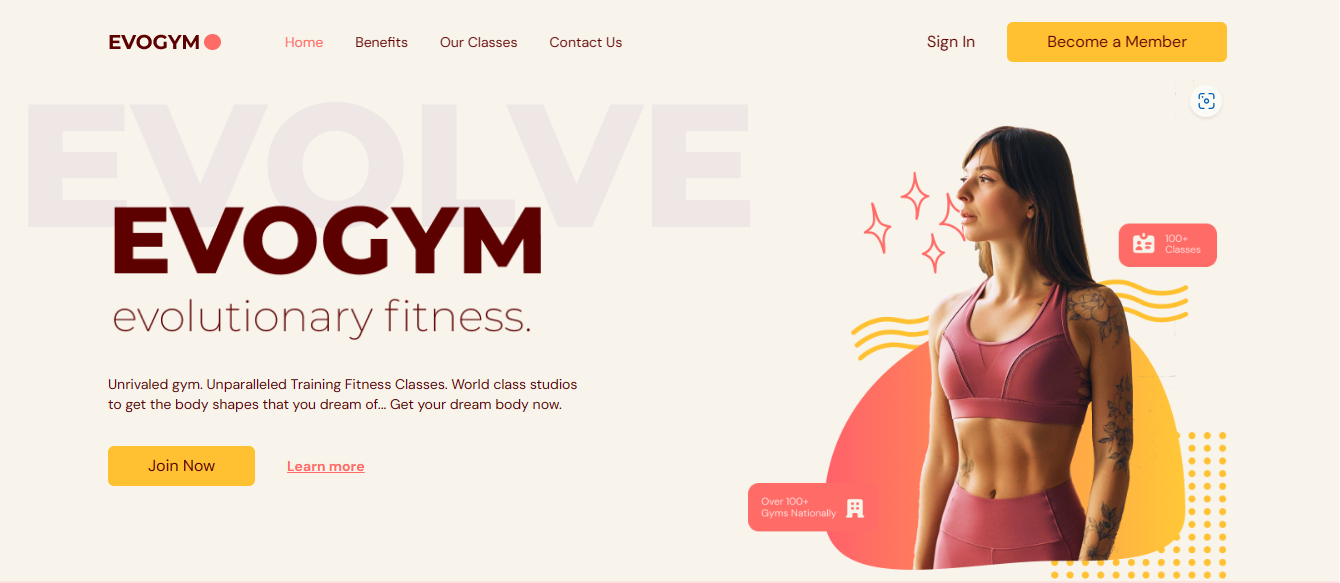 EVOGYM
Home
Benefits
Our Classes
Contact Us
Sign In
Become a Member
EVOLVE
EVOGYM
evolutionary fitness.
Unrivaled gym. Unparalleled Training Fitness Classes. World class studios
to get the body shapes that you dream of... Get your dream body now.
Join Now
Learn more
100+
Classes
Over 100+
Gyms Nationally